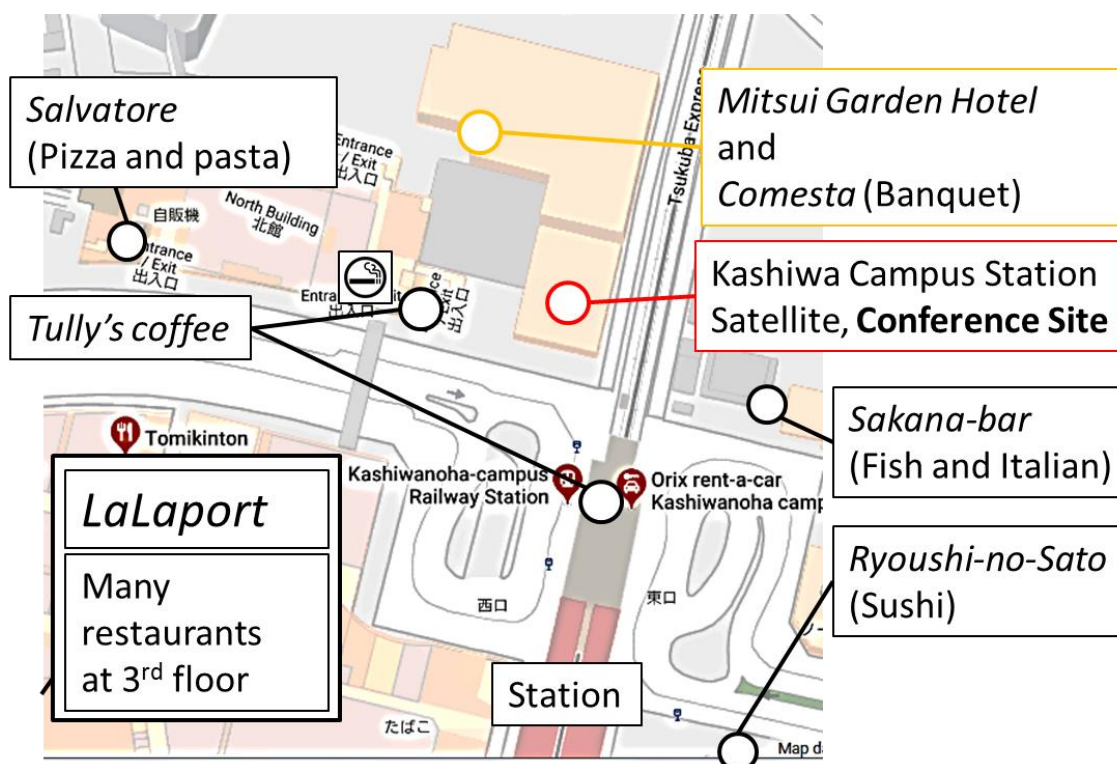 Salvatore
(Pizza and pasta)
Mitsui Garden Hotel
and
Comesta (Banquet)
Tsukuba Express
Entrance
/ Exit
出入口
自販機
North Building
北館
ntrance
/ Exit
出入口
Kashiwa Campus Station
Satellite, Conference Site
Tully's coffee
出入口
/ Exit
出入口
Sakana-bar
(Fish and Italian)
Tomikinton
Kashiwanoha-campus
Railway Station
Orix rent-a-car
Kashiwanoha camp
LaLaport
Many
restaurants
at 3rd floor
Ryoushi-no-Sato
(Sushi)
西口
東口
Station
たばこ
Map da